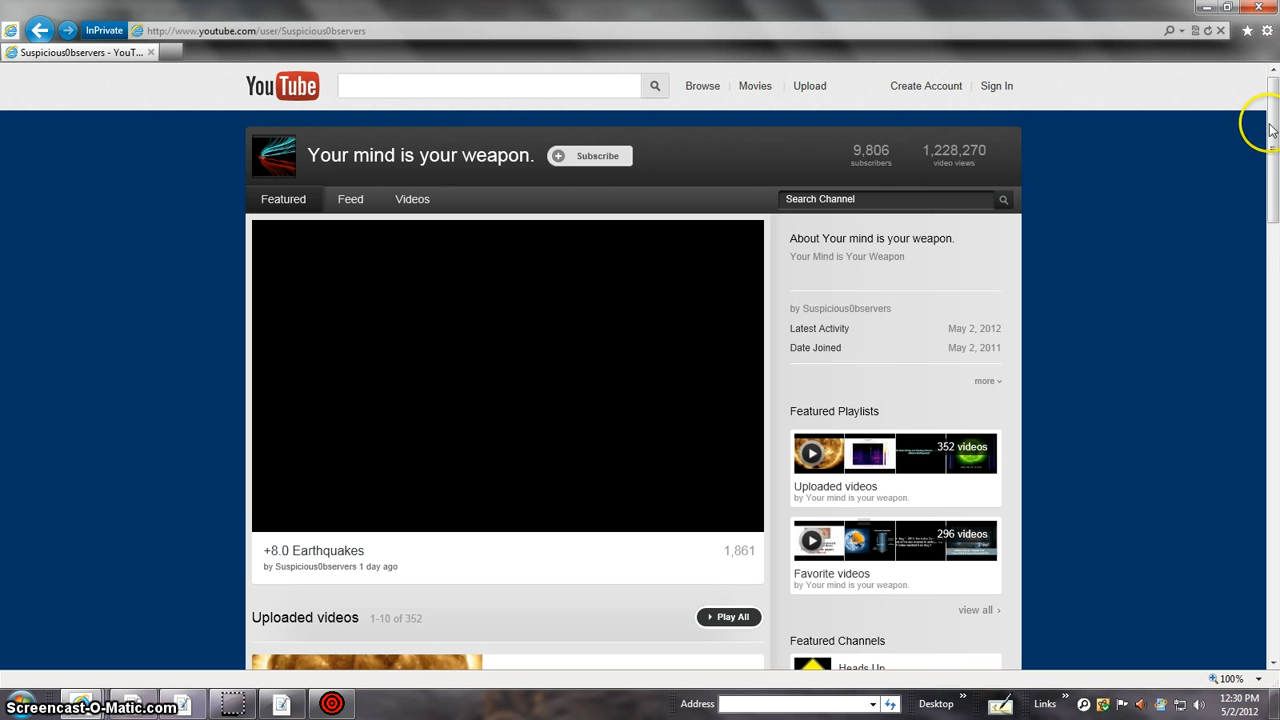 InPrivate http://www.youtube.com/user/Suspicious0bservers
Suspicious0bservers - YouT...
YouTube Browse Movies Upload Create Account Sign In
Your mind is your weapon. Subscribe 9,806 subscribers 1,228,270 video views
Featured Feed Videos Search Channel
About Your mind is your weapon.
Your Mind is Your Weapon
by Suspicious0bservers
Latest Activity May 2, 2012
Date Joined May 2, 2011
more
Featured Playlists
352 videos
Uploaded videos
by Your mind is your weapon.
296 videos
Favorite videos
by Your mind is your weapon.
view all
Featured Channels
Heads Up
+8.0 Earthquakes 1,861
by Suspicious0bservers 1 day ago
Uploaded videos 1-10 of 352 Play All
100%
Screencast-O-Matic.com
Address Desktop Links
12:30 PM
5/2/2012